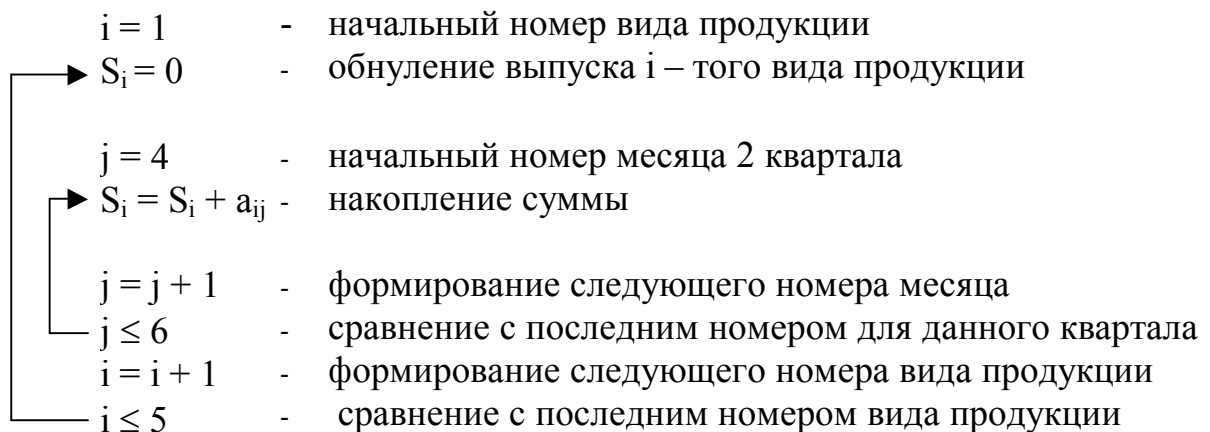 i = 1 - начальный номер вида продукции
Sᵢ = 0 - обнуление выпуска i – того вида продукции
j = 4 - начальный номер месяца 2 квартала
Sᵢ = Sᵢ + aᵢⱼ - накопление суммы
j = j + 1 - формирование следующего номера месяца
j ≤ 6 - сравнение с последним номером для данного квартала
i = i + 1 - формирование следующего номера вида продукции
i ≤ 5 - сравнение с последним номером вида продукции